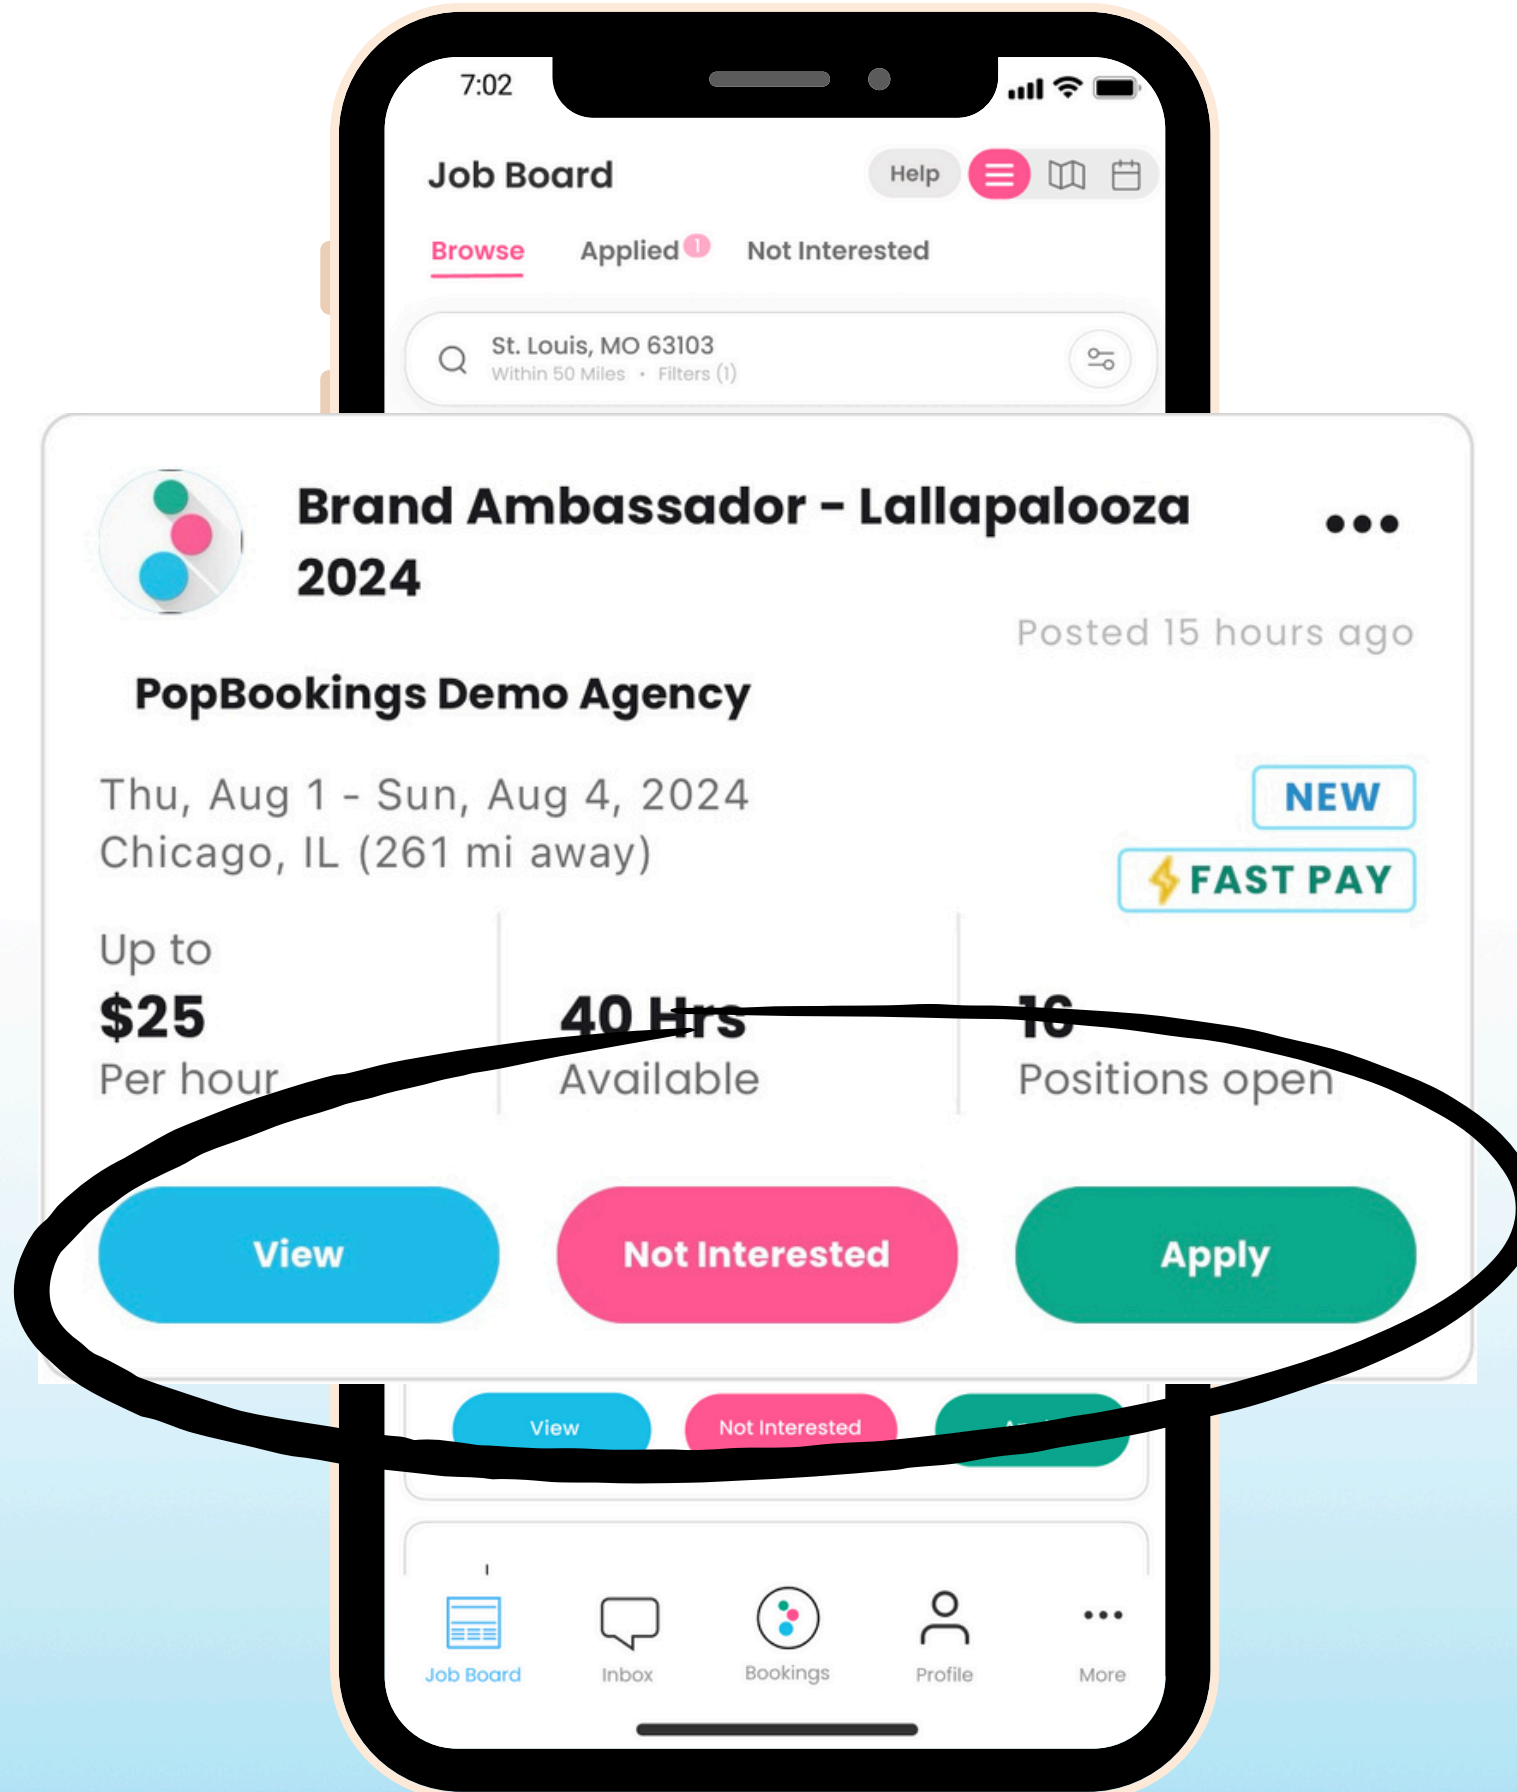 7:02
Job Board
Help
Browse
Applied 1
Not Interested
St. Louis, MO 63103
Within 50 Miles • Filters (1)
Brand Ambassador - Lallapalooza
2024
Posted 15 hours ago
PopBookings Demo Agency
Thu, Aug 1 - Sun, Aug 4, 2024
NEW
Chicago, IL (261 mi away)
FAST PAY
Up to
$25
40 Hrs
16
Per hour
Available
Positions open
View
Not Interested
Apply
View
Not Interested
Job Board
Inbox
Bookings
Profile
More